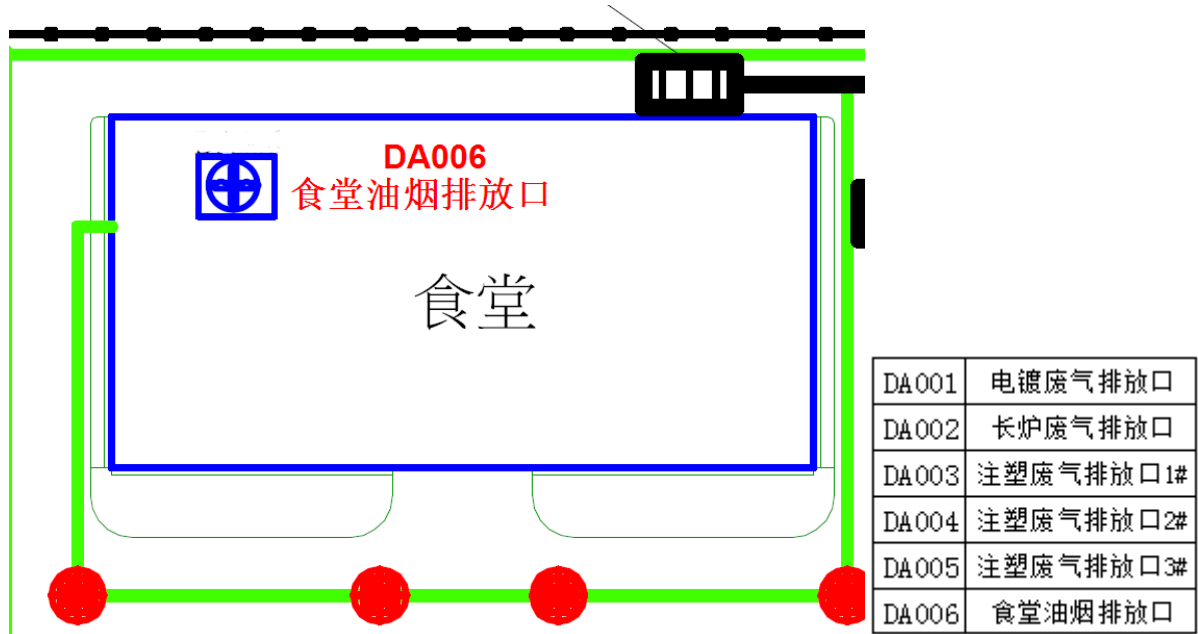 DA006
食堂油烟排放口
食堂
DA001 电镀废气排放口
DA002 长炉废气排放口
DA003 注塑废气排放口1#
DA004 注塑废气排放口2#
DA005 注塑废气排放口3#
DA006 食堂油烟排放口